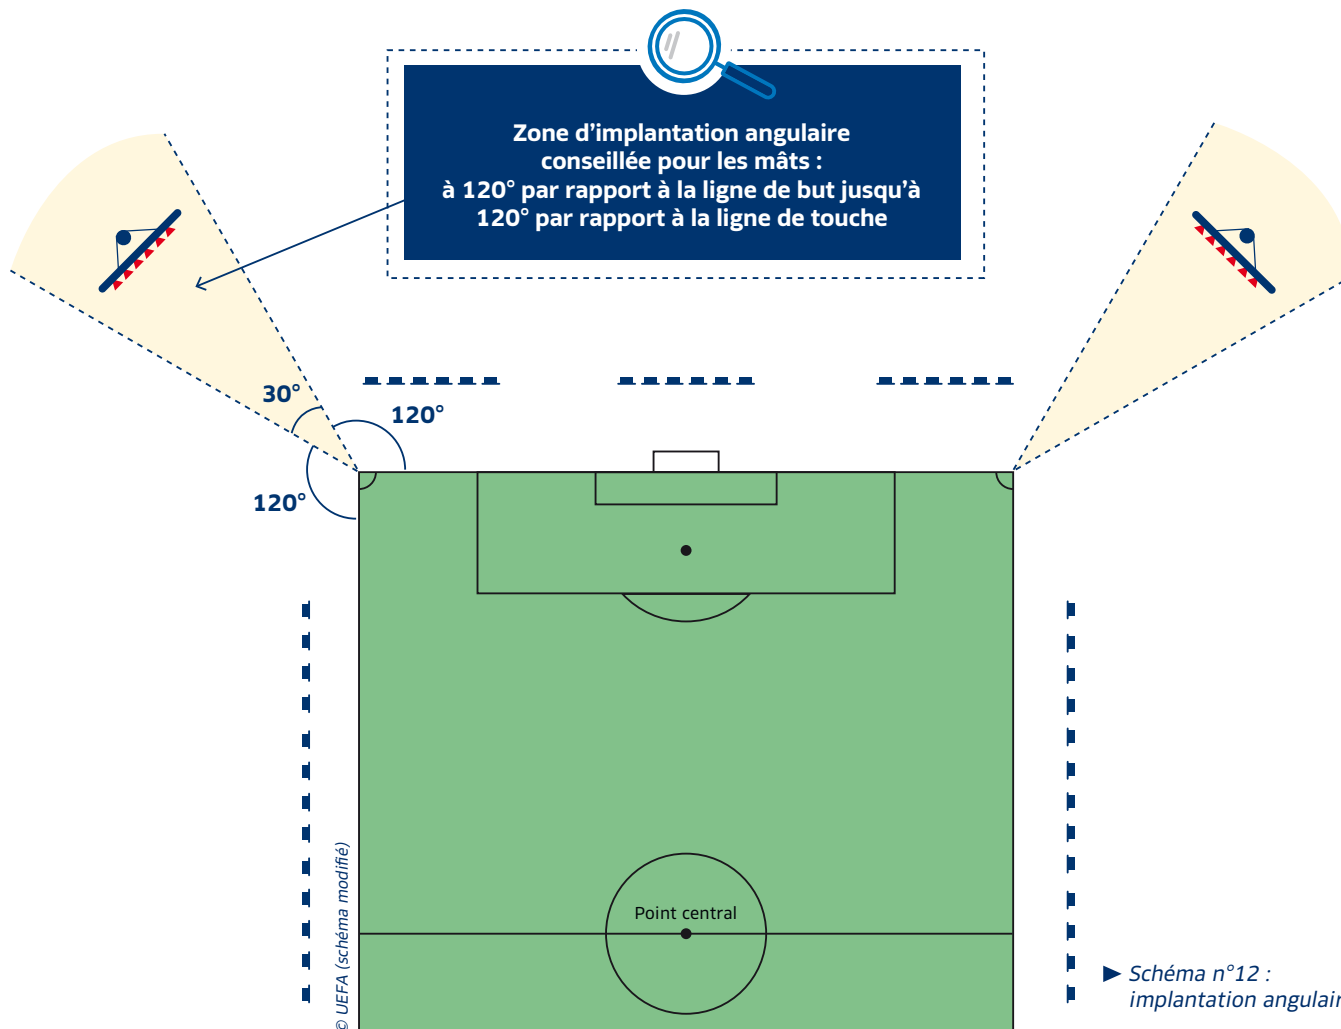 Zone d'implantation angulaire
conseillée pour les mâts :
à 120° par rapport à la ligne de but jusqu'à
120° par rapport à la ligne de touche
30°
120°
120°
Point central
© UEFA (schéma modifié)
► Schéma n°12 :
implantation angulair